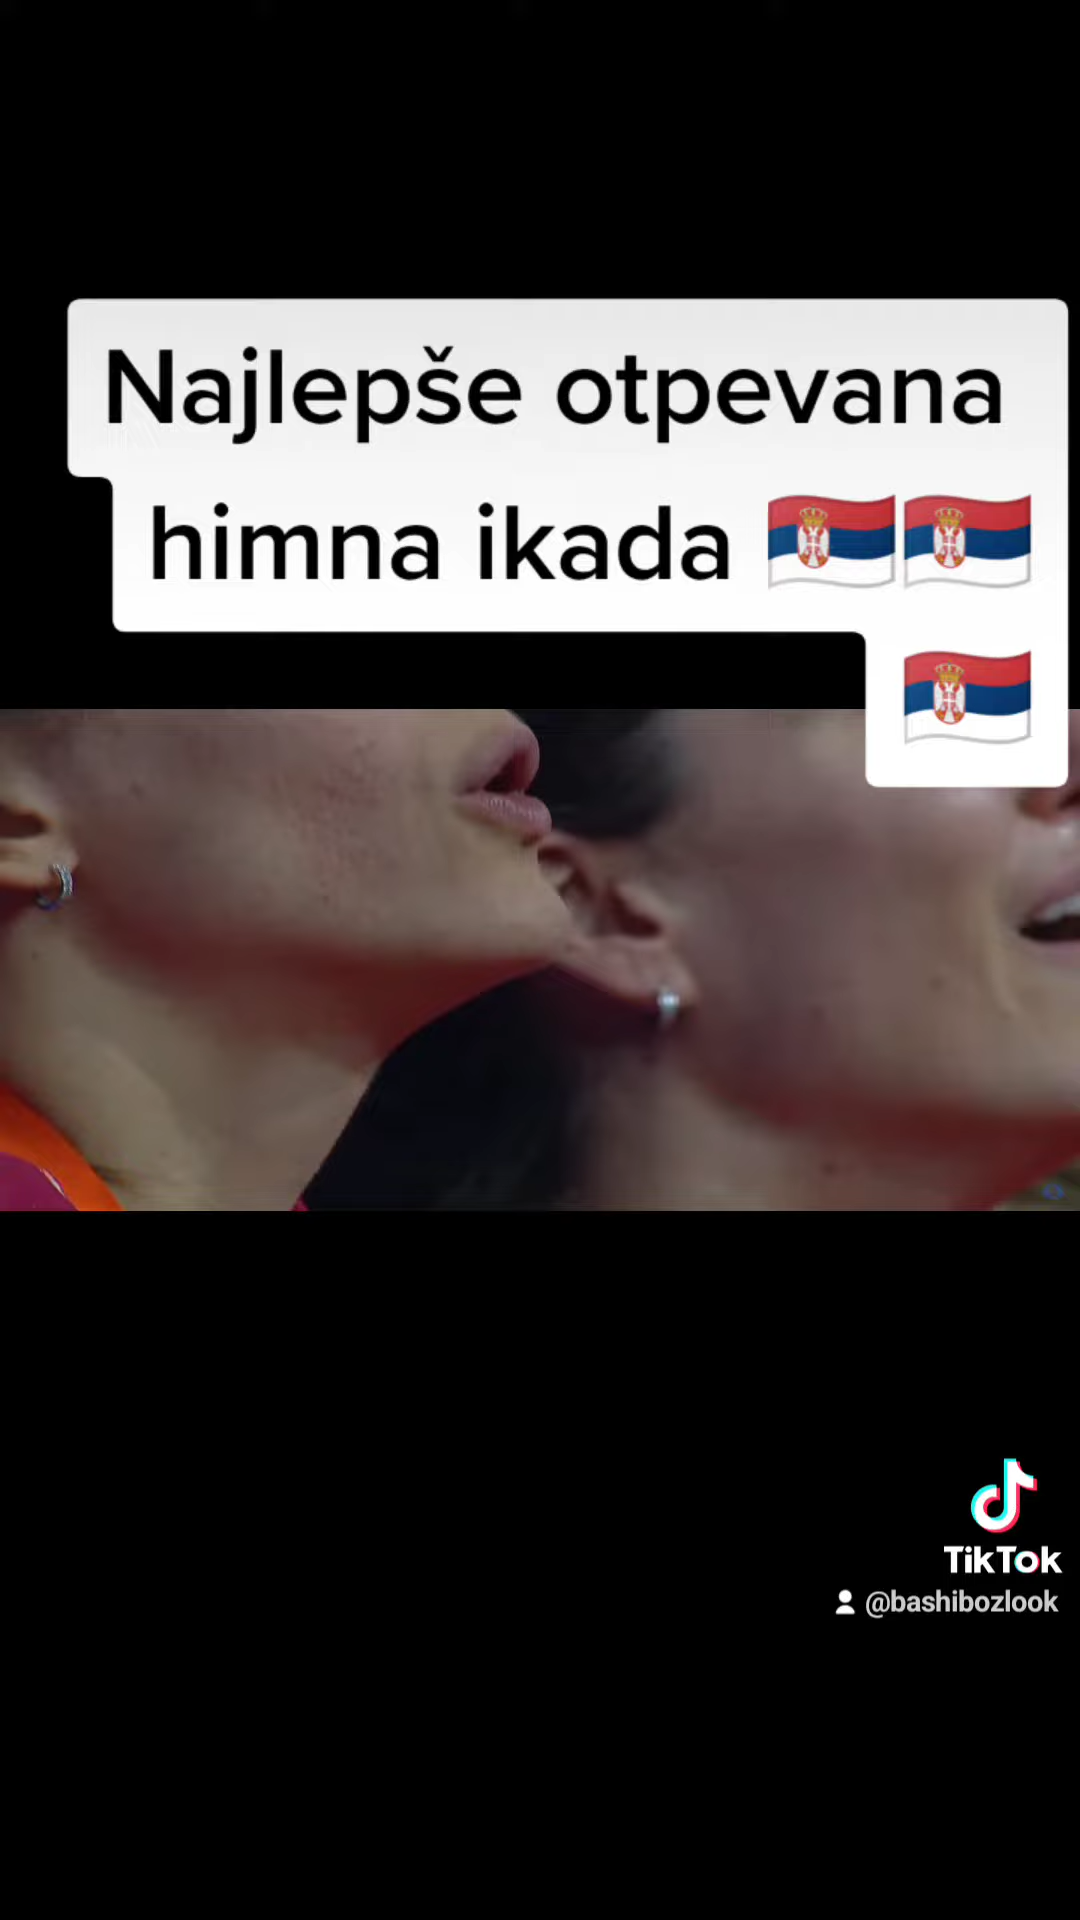 Najlepše otpevana
himna ikada 🇷🇸🇷🇸
🇷🇸
TikTok
@bashibozlook